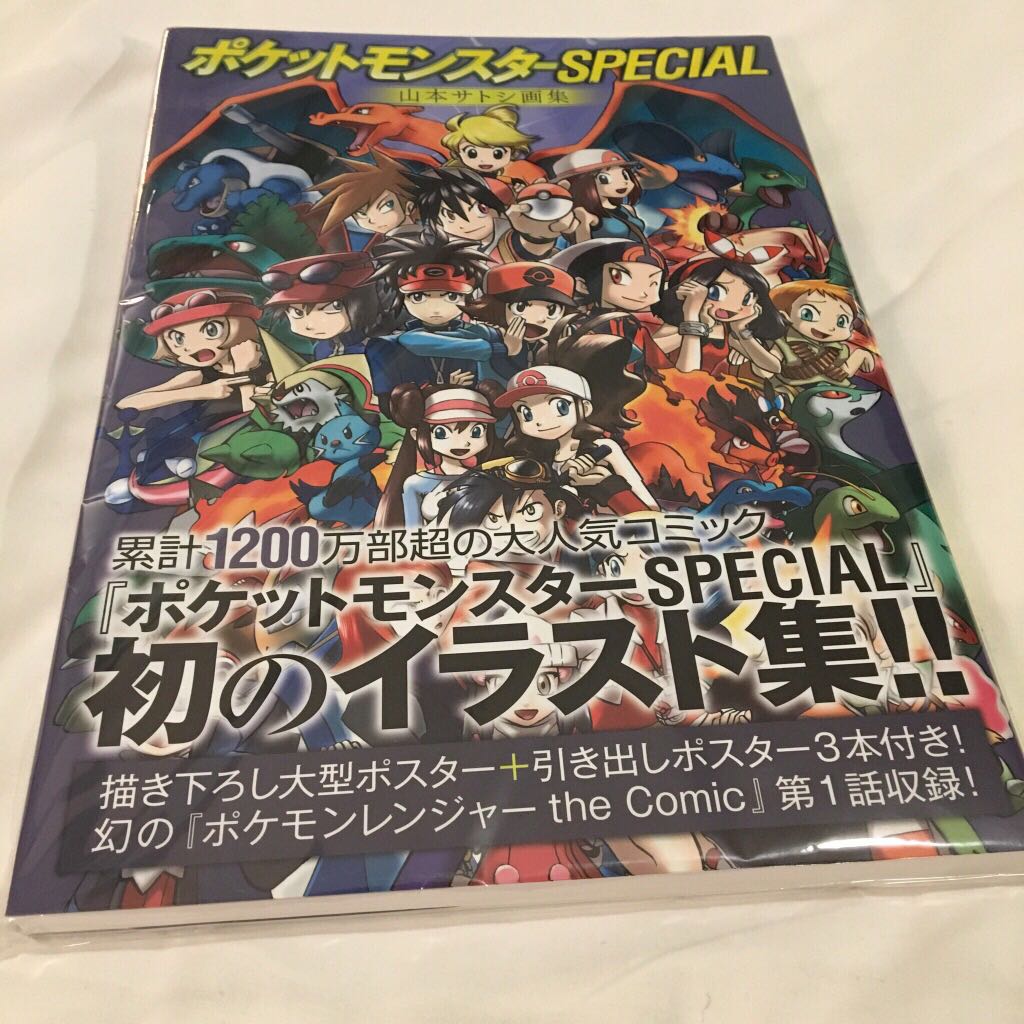 ポケットモンスターSPECIAL
山本サトシ画集
累計1200万部超の大人気コミック
『ポケットモンスターSPECIAL』
初のイラスト集!!
描き下ろし大型ポスター+引き出しポスター3本付き!
幻の『ポケモンレンジャー the Comic』第1話収録!